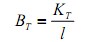 B_T = K_T / l